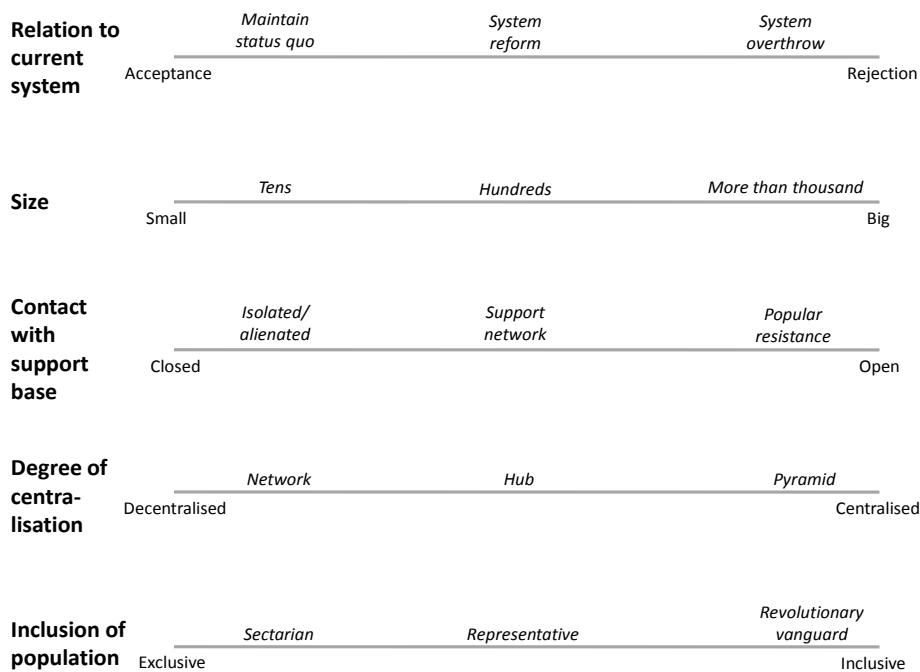 Relation to
current
system
Maintain
status quo
System
reform
System
overthrow
Acceptance
Rejection
Size
Tens
Hundreds
More than thousand
Small
Big
Contact
with
support
base
Isolated/
alienated
Support
network
Popular
resistance
Closed
Open
Degree of
centra-
lisation
Network
Hub
Pyramid
Decentralised
Centralised
Inclusion of
population
Sectarian
Representative
Revolutionary
vanguard
Exclusive
Inclusive